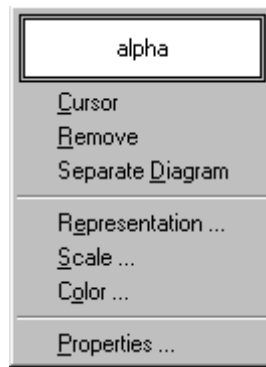 alpha
Cursor
Remove
Separate Diagram
Representation ...
Scale ...
Color ...
Properties ...